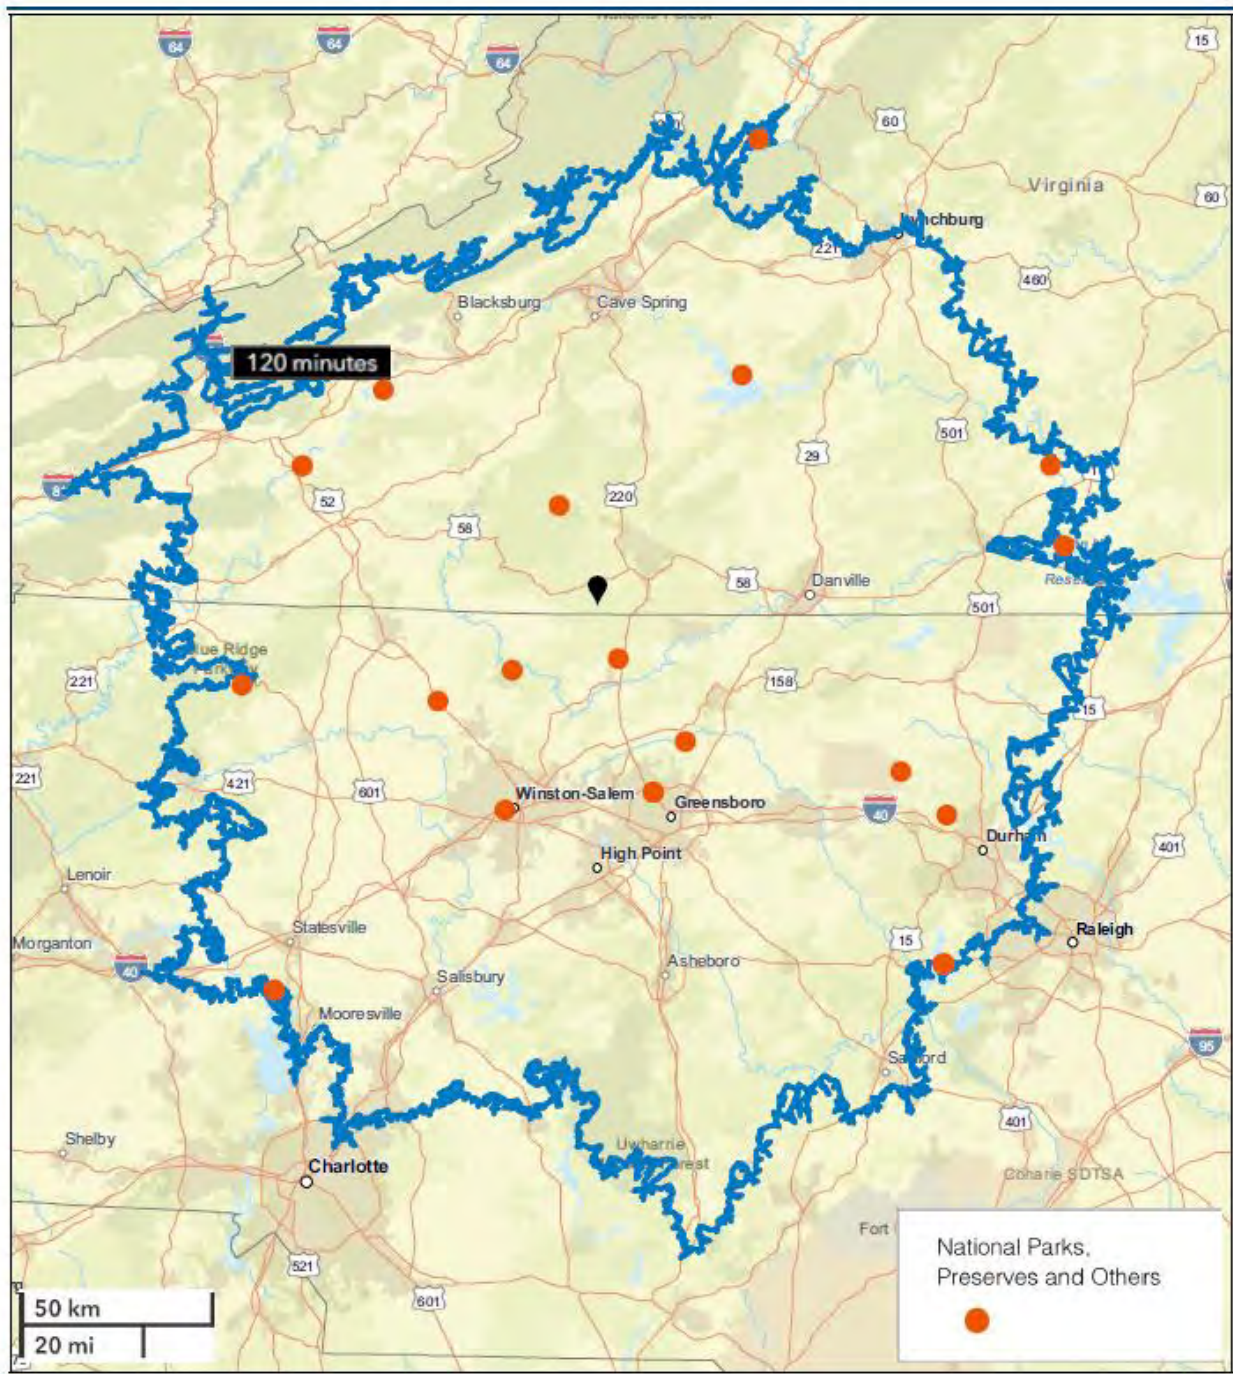 64
64
64
15
60
Virginia
60
Lynchburg
221
460
Blacksburg
Cave Spring
120 minutes
501
29
52
220
58
58
Danville
501
Blue Ridge
Parkway
221
158
15
221
421
601
Winston-Salem
Greensboro
40
Durham
401
High Point
Lenoir
Statesville
Raleigh
Morganton
15
40
Asheboro
Salisbury
Mooresville
95
Sanford
401
Shelby
Uwharrie
Charlotte
Coharie SDTSA
Fort
521
601
National Parks,
Preserves and Others
50 km
20 mi